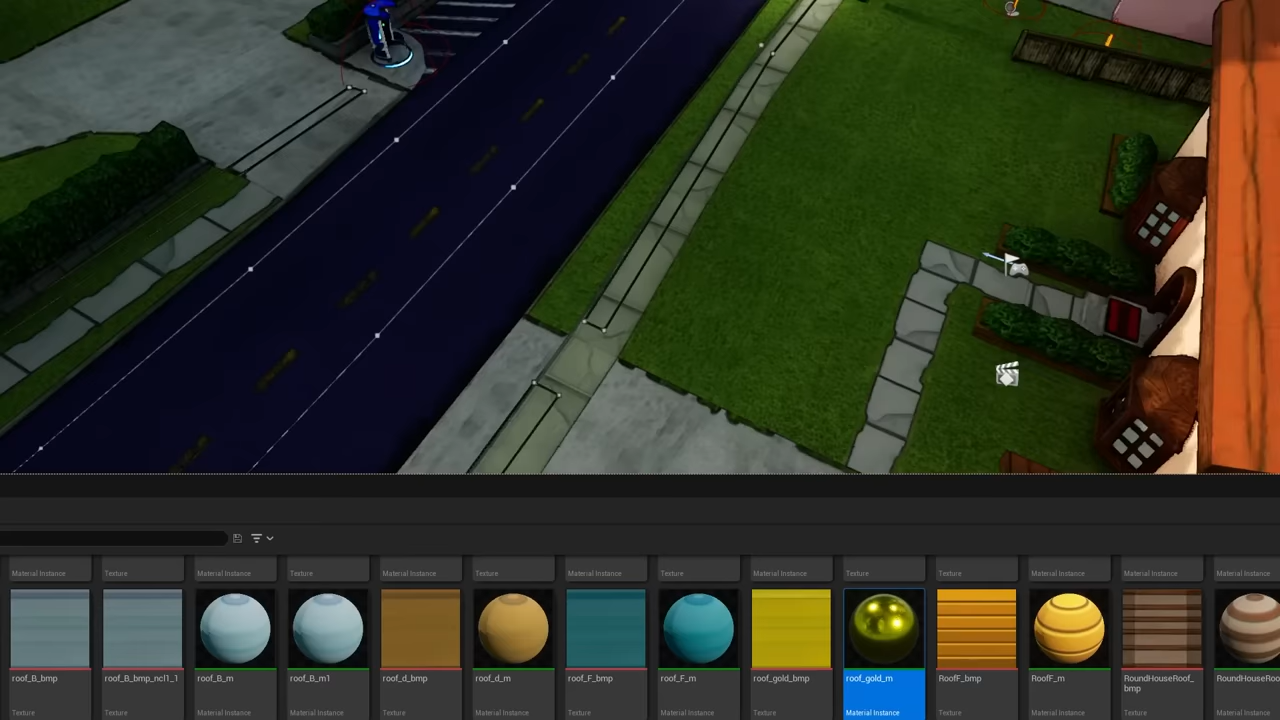 Material Instance
Texture
Material Instance
Texture
Material Instance
Texture
Material Instance
Texture
Material Instance
Texture
Texture
Material Instance
Material Instance
Material Instance
roof_B_bmp
roof_B_bmp_ncl1_1
roof_B_m
roof_B_m1
roof_d_bmp
roof_d_m
roof_F_bmp
roof_F_m
roof_gold_bmp
roof_gold_m
RoofF_bmp
RoofF_m
RoundHouseRoof_
bmp
RoundHouseRoo
Texture
Texture
Material Instance
Material Instance
Texture
Material Instance
Texture
Material Instance
Texture
Material Instance
Texture
Material Instance
Texture
Material Instance